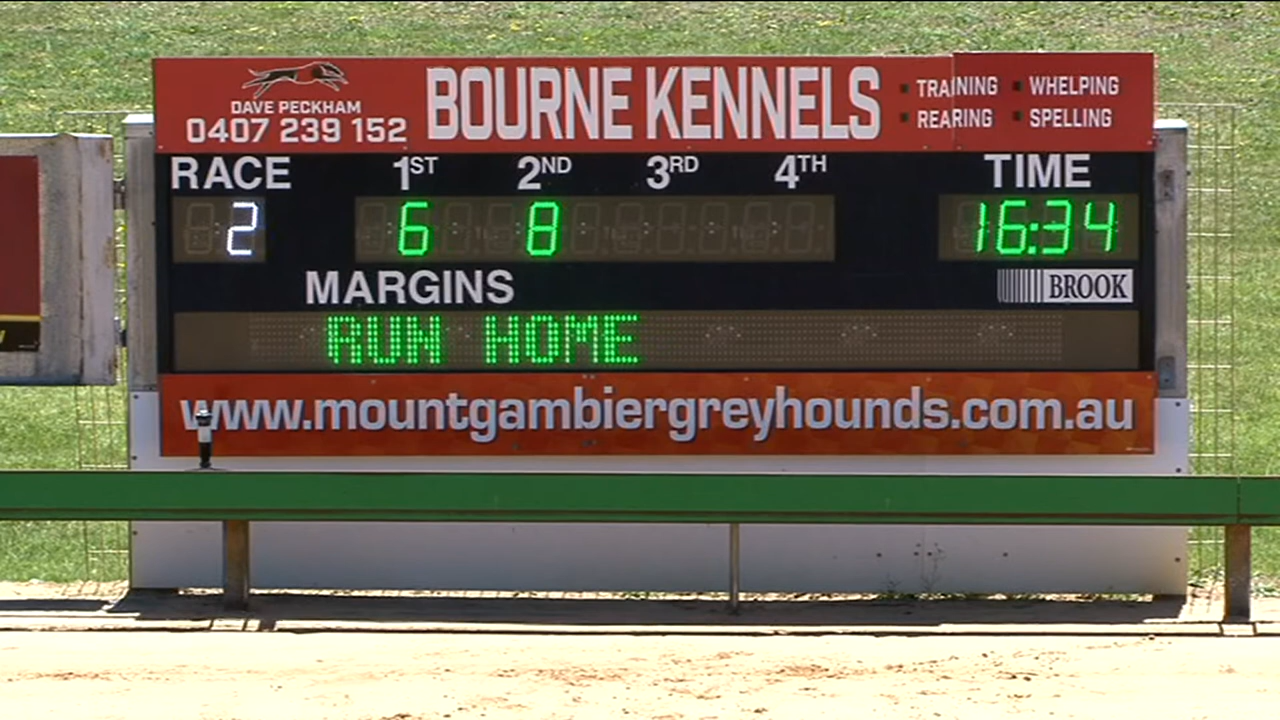 BOURNE KENNELS
DAVE PECKHAM
0407 239 152
TRAINING WHELPING
REARING SPELLING
RACE 1ST 2ND 3RD 4TH TIME
2 6 8 16:34
MARGINS
BROOK
RUN HOME
www.mountgambiergreyhounds.com.au